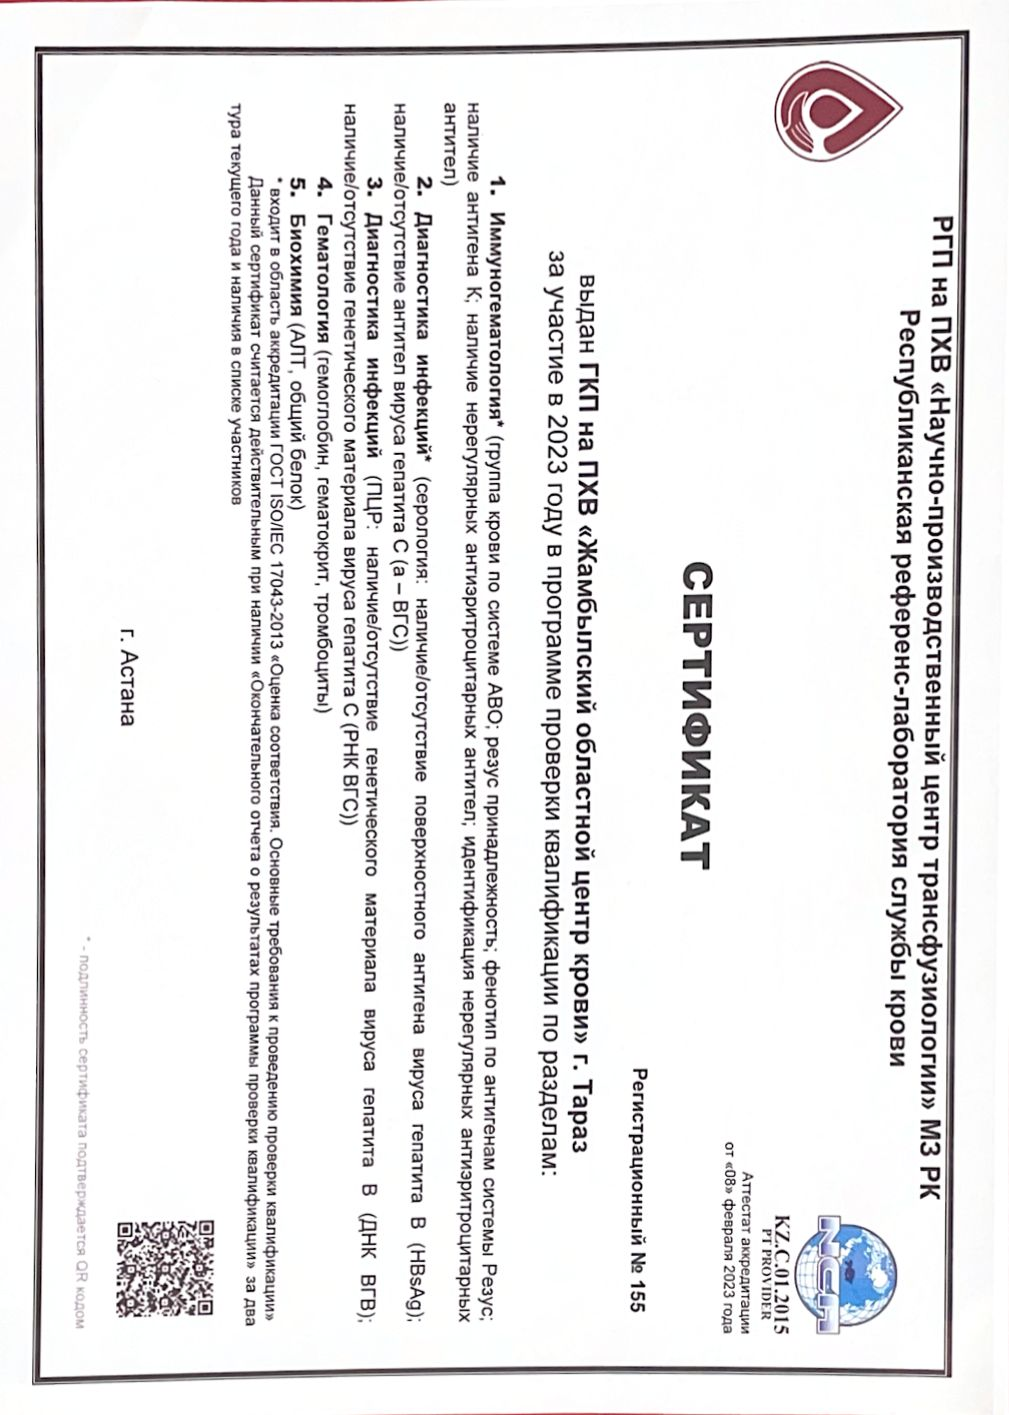 РГП на ПХВ «Научно-производственный центр трансфузиологии» МЗ РК
Республиканская референс-лаборатория службы крови
NCA
KZ.C.01.2015
PT PROVIDER
Аттестат аккредитации
от «08» февраля 2023 года
СЕРТИФИКАТ
Регистрационный № 155
выдан ГКП на ПХВ «Жамбылский областной центр крови» г. Тараз
за участие в 2023 году в программе проверки квалификации по разделам:
1. Иммуногематология* (группа крови по системе АВО; резус принадлежность; фенотип по антигенам системы Резус;
наличие антигена К; наличие нерегулярных антиэритроцитарных антител; идентификация нерегулярных антиэритроцитарных
антител)
2. Диагностика инфекций* (серология: наличие/отсутствие поверхностного антигена вируса гепатита В (HBsAg);
наличие/отсутствие антител вируса гепатита С (а – ВГС))
3. Диагностика инфекций (ПЦР: наличие/отсутствие генетического материала вируса гепатита В (ДНК ВГВ);
наличие/отсутствие генетического материала вируса гепатита С (РНК ВГС))
4. Гематология (гемоглобин, гематокрит, тромбоциты)
5. Биохимия (АЛТ, общий белок)
* входит в область аккредитации ГОСТ ISO/IEC 17043-2013 «Оценка соответствия. Основные требования к проведению проверки квалификации»
Данный сертификат считается действительным при наличии «Окончательного отчета о результатах программы проверки квалификации» за два
тура текущего года и наличия в списке участников
г. Астана
* - подлинность сертификата подтверждается QR кодом